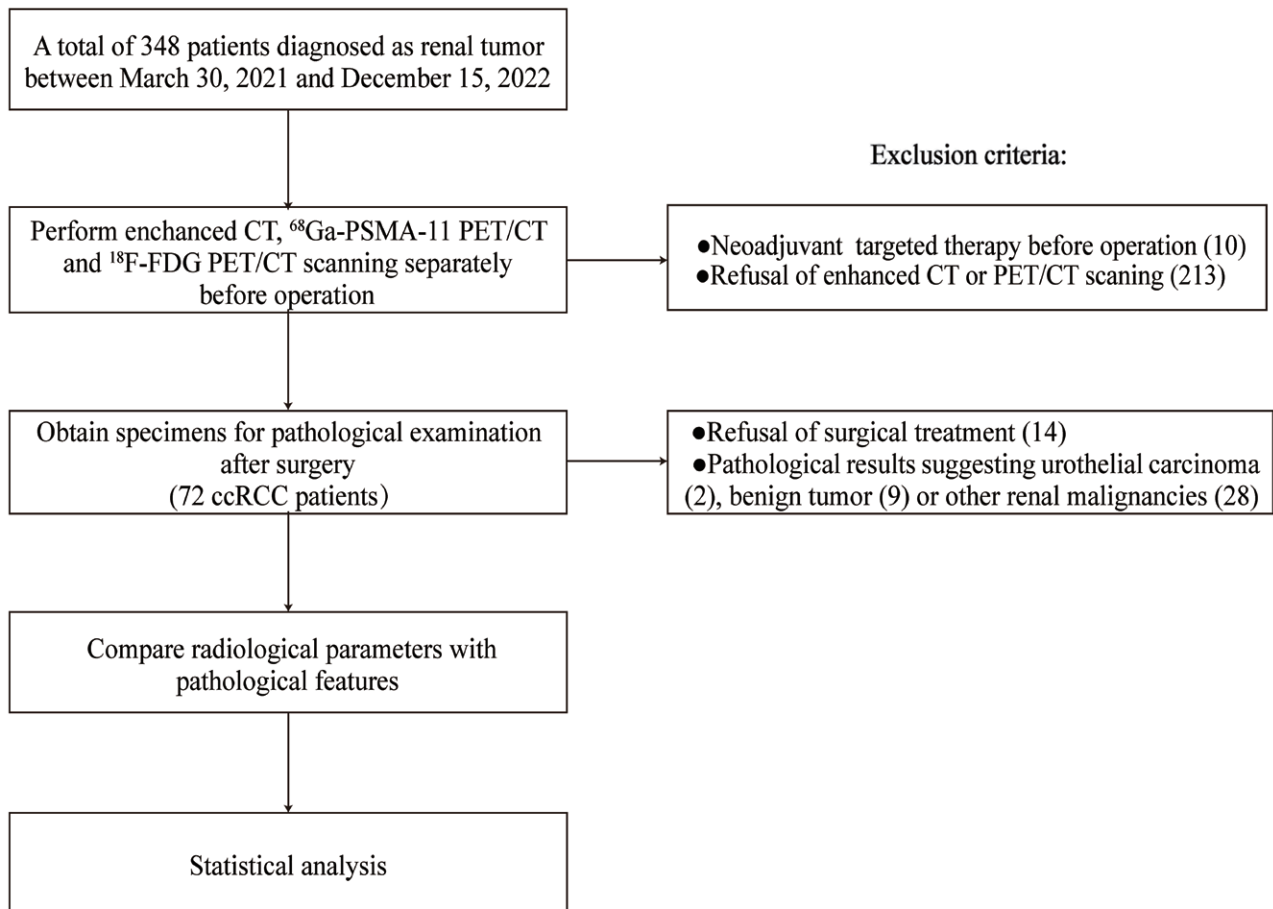 A total of 348 patients diagnosed as renal tumor
between March 30, 2021 and December 15, 2022
Exclusion criteria:
Perform enchanced CT, ⁶⁸Ga-PSMA-11 PET/CT
and ¹⁸F-FDG PET/CT scanning separately
before operation
●Neoadjuvant targeted therapy before operation (10)
●Refusal of enhanced CT or PET/CT scaning (213)
Obtain specimens for pathological examination
after surgery
(72 ccRCC patients)
●Refusal of surgical treatment (14)
●Pathological results suggesting urothelial carcinoma
(2), benign tumor (9) or other renal malignancies (28)
Compare radiological parameters with
pathological features
Statistical analysis